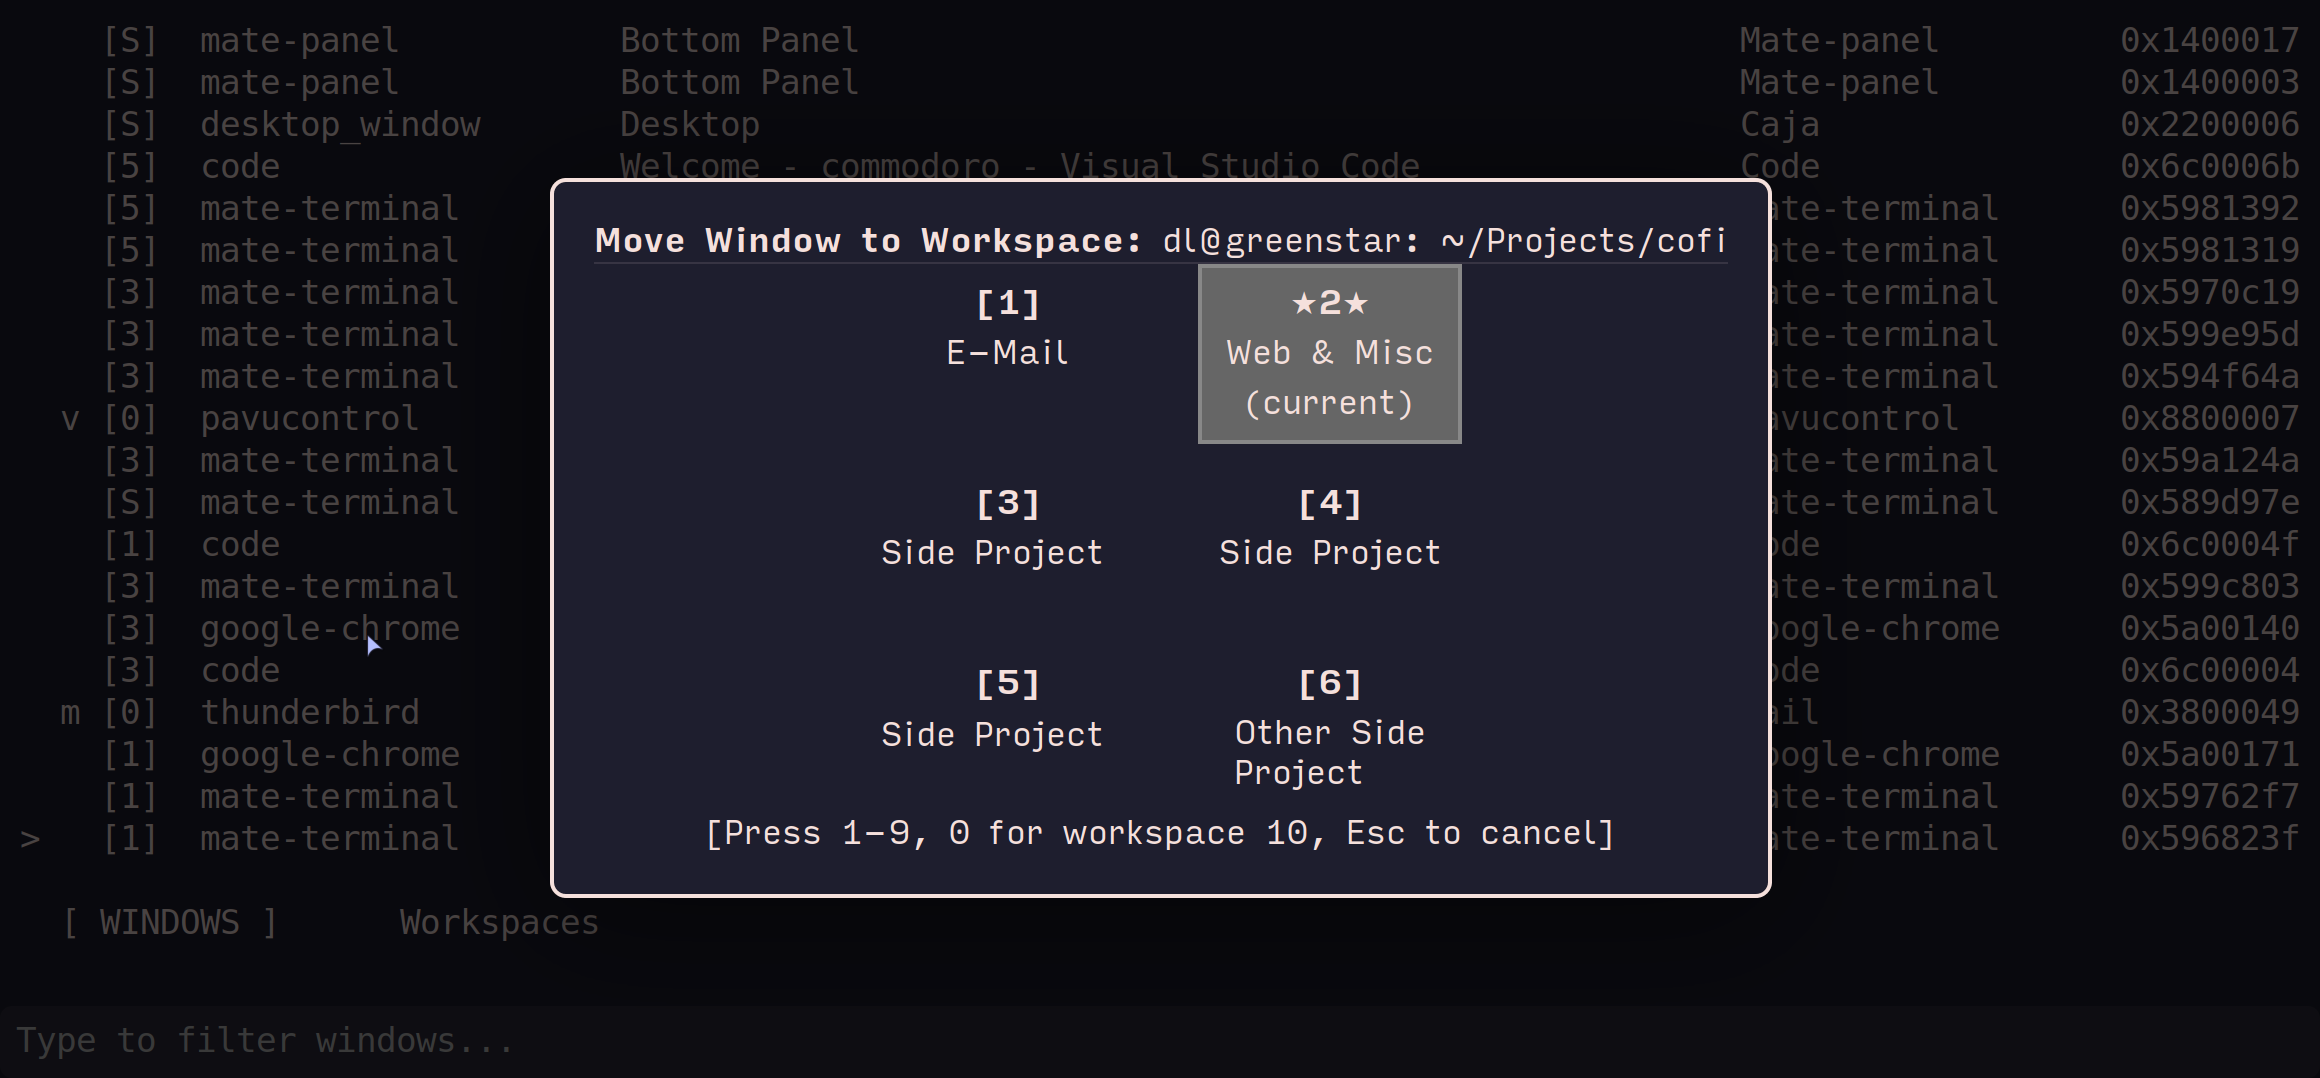 [S] mate-panel Bottom Panel Mate-panel 0x1400017
[S] mate-panel Bottom Panel Mate-panel 0x1400003
[S] desktop_window Desktop Caja 0x2200006
[5] code Welcome - commodoro - Visual Studio Code Code 0x6c0006b
[5] mate-terminal ate-terminal 0x5981392
[5] mate-terminal ate-terminal 0x5981319
[3] mate-terminal ate-terminal 0x5970c19
[3] mate-terminal ate-terminal 0x599e95d
[3] mate-terminal ate-terminal 0x594f64a
v [0] pavucontrol avucontrol 0x8800007
[3] mate-terminal ate-terminal 0x59a124a
[S] mate-terminal ate-terminal 0x589d97e
[1] code ode 0x6c0004f
[3] mate-terminal ate-terminal 0x599c803
[3] google-chrome oogle-chrome 0x5a00140
[3] code ode 0x6c00004
m [0] thunderbird ail 0x3800049
[1] google-chrome oogle-chrome 0x5a00171
[1] mate-terminal ate-terminal 0x59762f7
> [1] mate-terminal ate-terminal 0x596823f
[ WINDOWS ] Workspaces
Type to filter windows...
Move Window to Workspace: dl@greenstar: ~/Projects/cofi
[1] ★2★
E-Mail Web & Misc
(current)
[3] [4]
Side Project Side Project
[5] [6]
Side Project Other Side
Project
[Press 1-9, 0 for workspace 10, Esc to cancel]